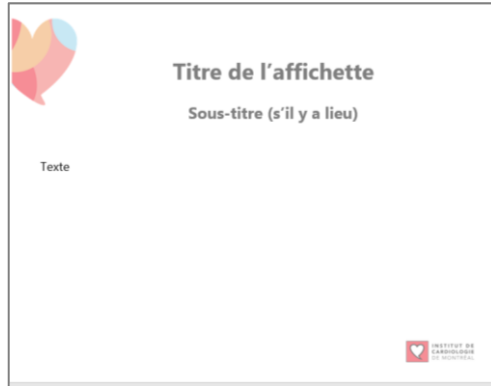 Titre de l'affichette
Sous-titre (s'il y a lieu)
Texte
INSTITUT DE
CARDIOLOGIE
DE MONTRÉAL